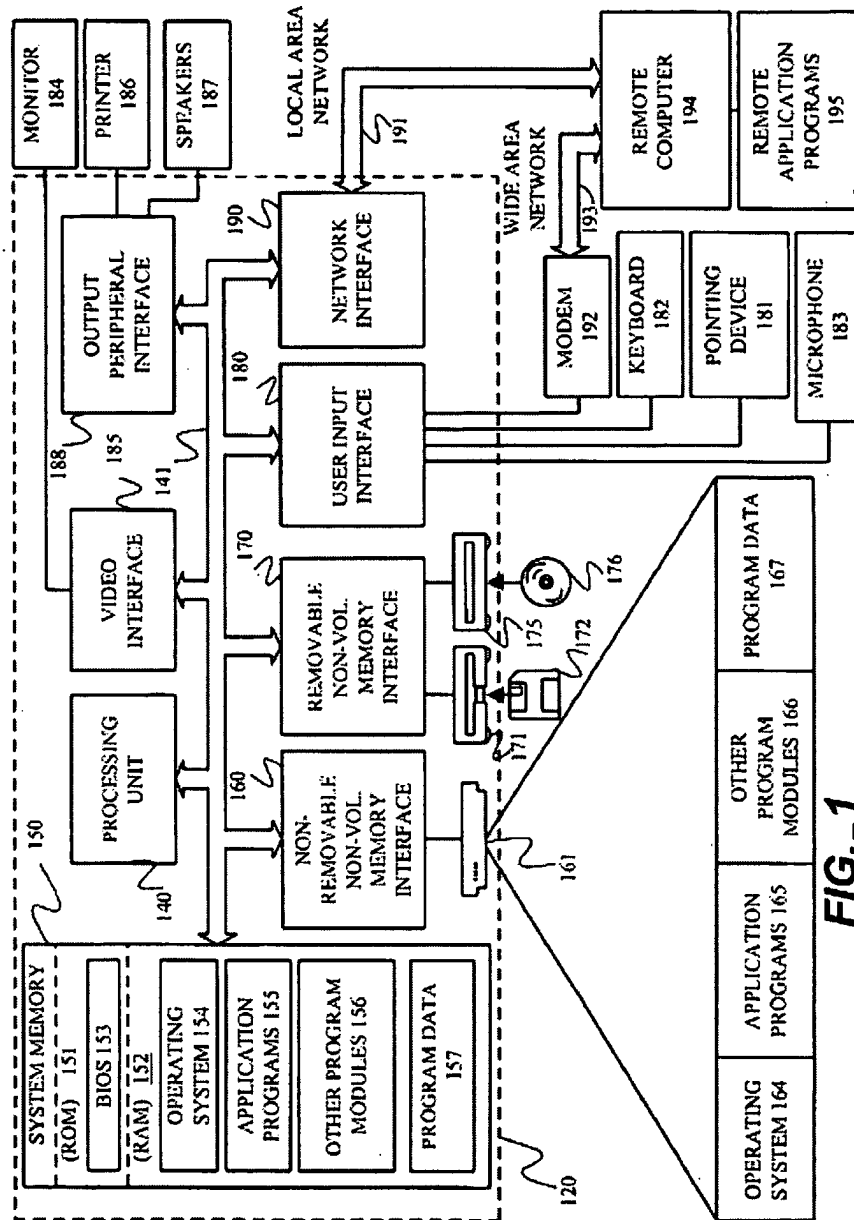 SYSTEM MEMORY
(ROM) 151
BIOS 153
(RAM) 152
OPERATING
SYSTEM 154
APPLICATION
PROGRAMS 155
OTHER PROGRAM
MODULES 156
PROGRAM DATA
157
120
150
PROCESSING
UNIT
140
VIDEO
INTERFACE
185
141
188
OUTPUT
PERIPHERAL
INTERFACE
MONITOR
184
PRINTER
186
SPEAKERS
187
160
NON-
REMOVABLE
NON-VOL.
MEMORY
INTERFACE
170
REMOVABLE
NON-VOL.
MEMORY
INTERFACE
180
USER INPUT
INTERFACE
190
NETWORK
INTERFACE
LOCAL AREA
NETWORK
191
161
171
172
175
176
WIDE AREA
NETWORK
193
MODEM
192
KEYBOARD
182
POINTING
DEVICE
181
MICROPHONE
183
REMOTE
COMPUTER
194
REMOTE
APPLICATION
PROGRAMS
195
OPERATING
SYSTEM 164
APPLICATION
PROGRAMS 165
OTHER
PROGRAM
MODULES 166
PROGRAM DATA
167
FIG._1